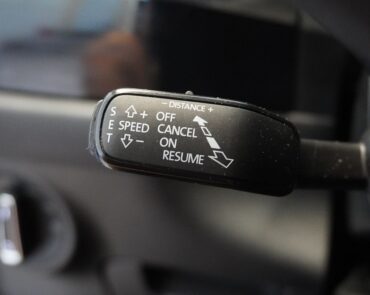 − DISTANCE +
S + OFF
E SPEED CANCEL
T − ON
RESUME